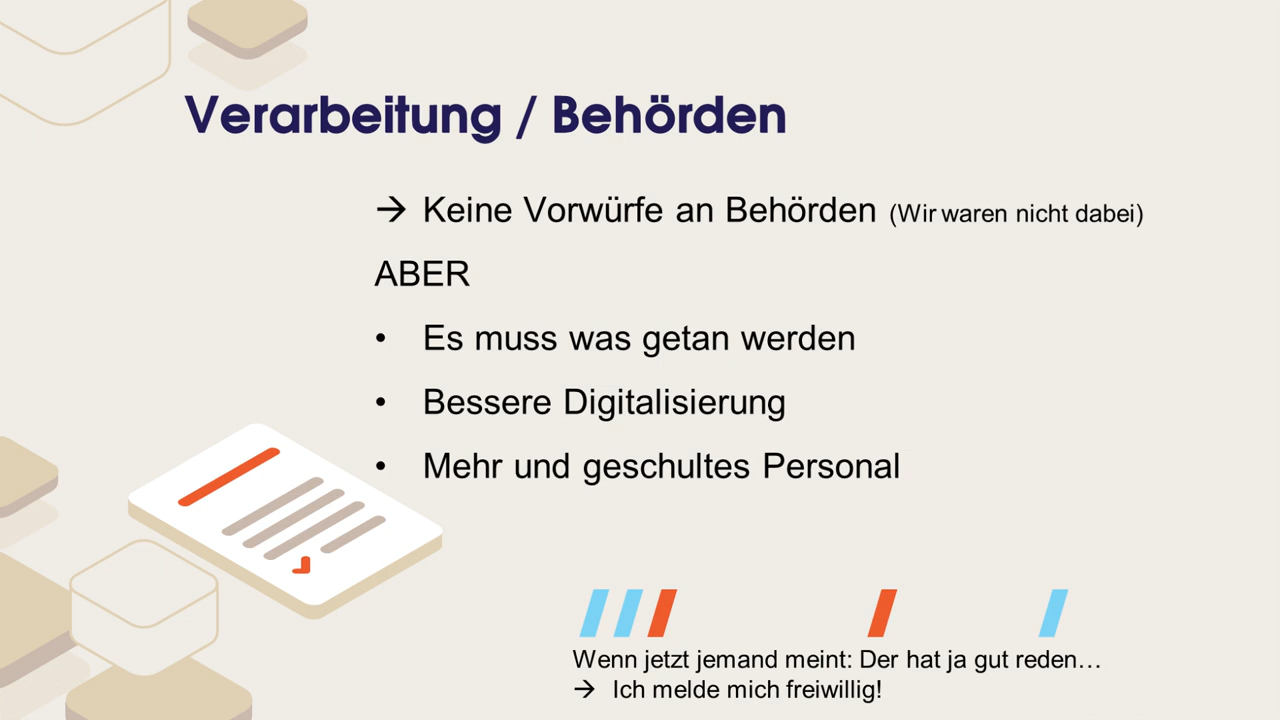 Verarbeitung / Behörden
→ Keine Vorwürfe an Behörden (Wir waren nicht dabei)
ABER
• Es muss was getan werden
• Bessere Digitalisierung
• Mehr und geschultes Personal
Wenn jetzt jemand meint: Der hat ja gut reden…
→ Ich melde mich freiwillig!